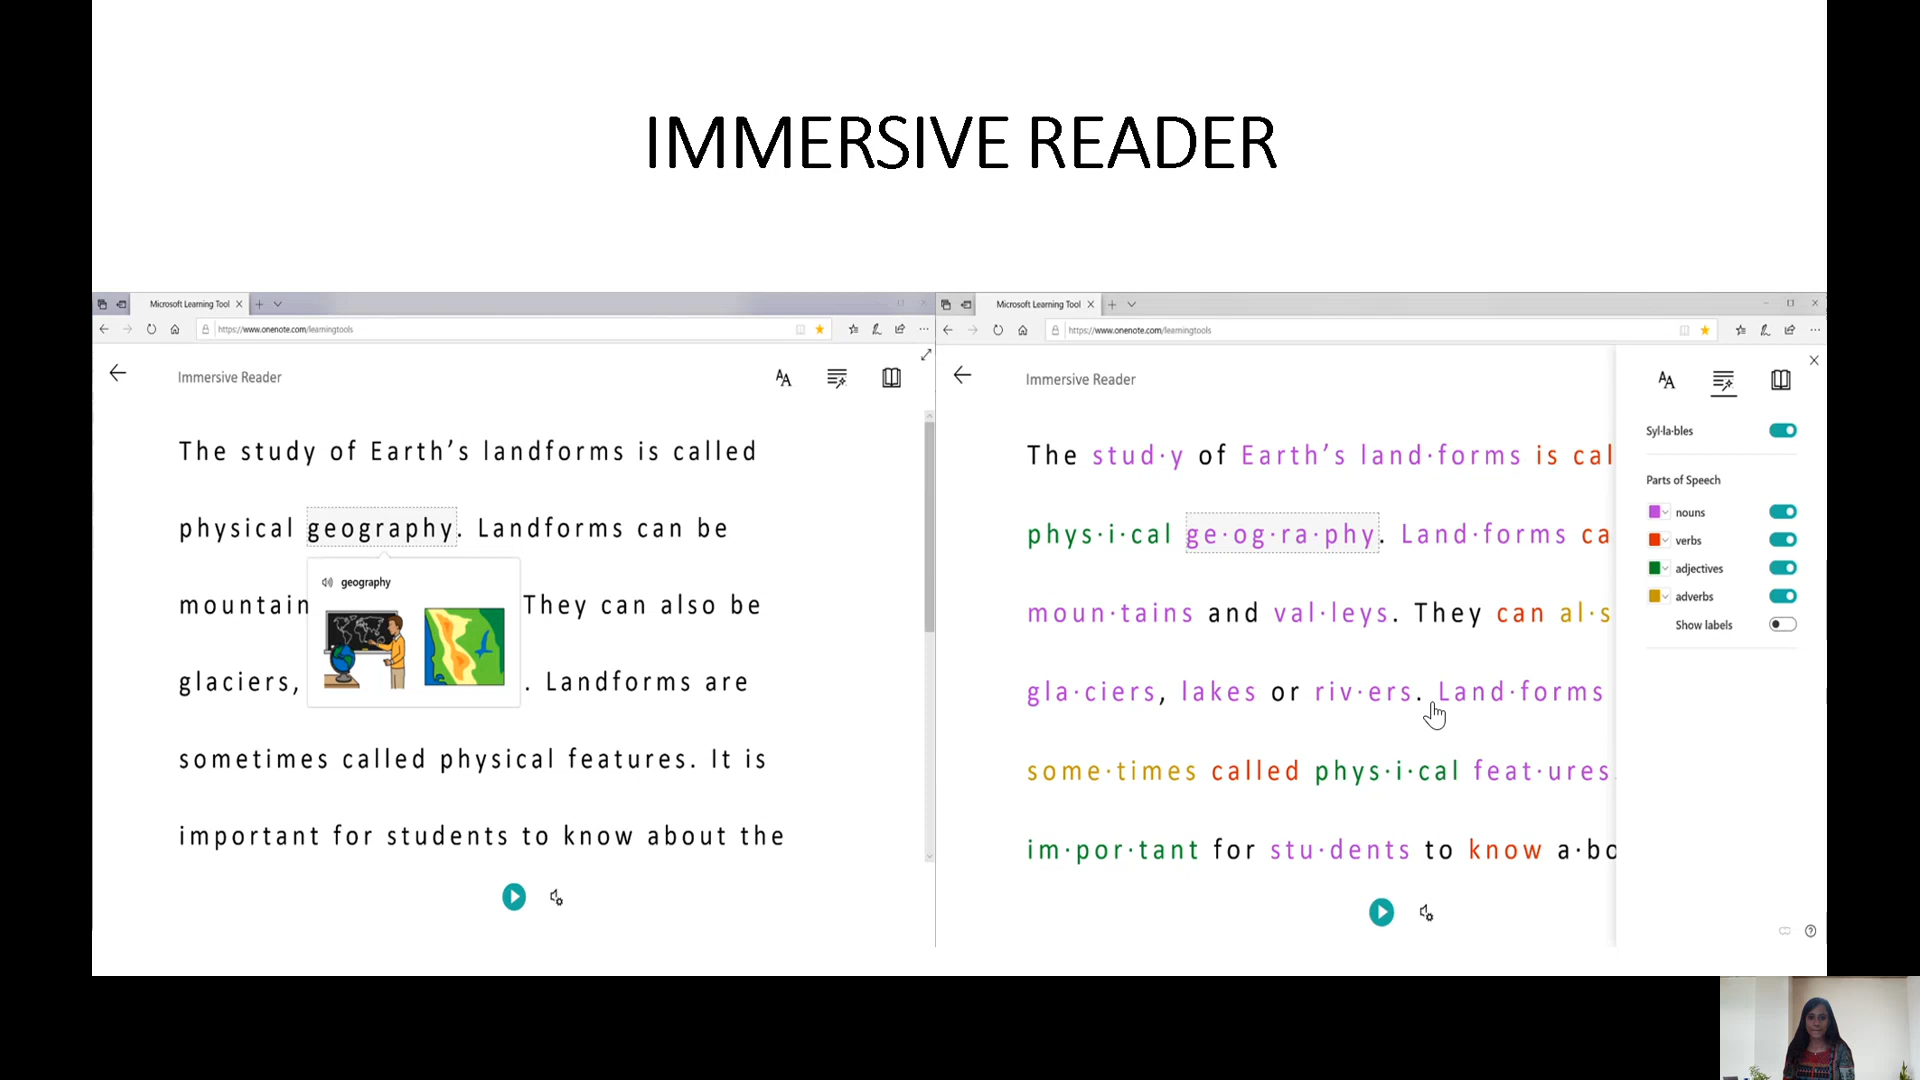 IMMERSIVE READER
Microsoft Learning Tool
https://www.onenote.com/learningtools
Immersive Reader
The study of Earth’s landforms is called
physical geography. Landforms can be
geography
mountain They can also be
glaciers, . Landforms are
sometimes called physical features. It is
important for students to know about the
Microsoft Learning Tool
https://www.onenote.com/learningtools
Immersive Reader
The stud·y of Earth’s land·forms is cal
phys·i·cal ge·og·ra·phy. Land·forms ca
moun·tains and val·leys. They can al·s
gla·ciers, lakes or riv·ers. Land·forms
some·times called phys·i·cal feat·ures.
im·por·tant for stu·dents to know a·bo
Syl·la·bles
Parts of Speech
nouns
verbs
adjectives
adverbs
Show labels